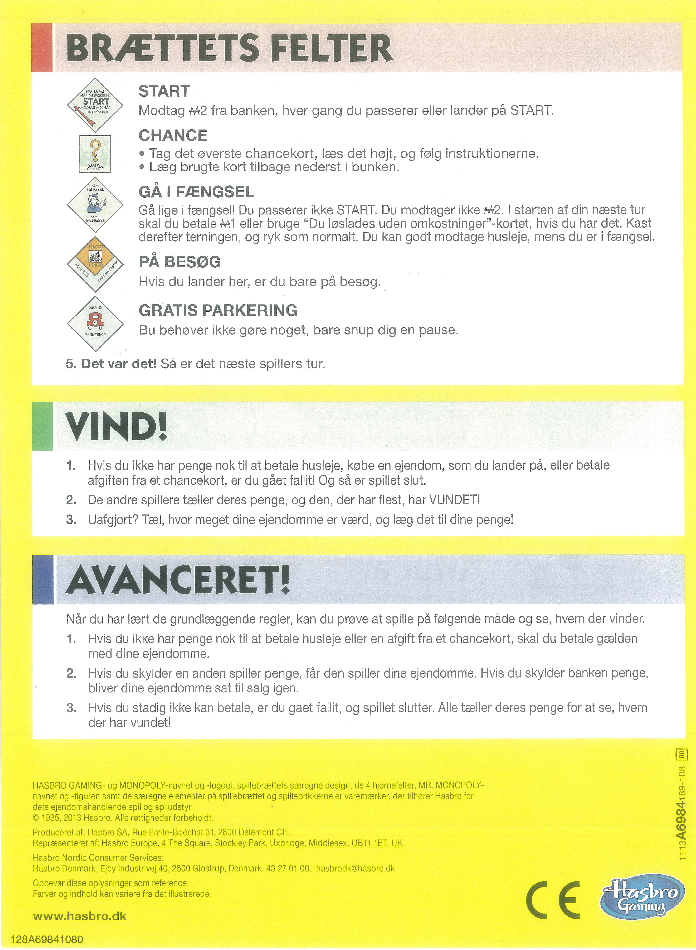 BRÆTTETS FELTER
START
Modtag ₩2 fra banken, hver gang du passerer eller lander på START.
CHANCE
• Tag det øverste chancekort, læs det højt, og følg instruktionerne.
• Læg brugte kort tilbage nederst i bunken.
GÅ I FÆNGSEL
Gå lige i fængsel! Du passerer ikke START. Du modtager ikke ₩2. I starten af din næste tur
skal du betale ₩1 eller bruge "Du løslades uden omkostninger"-kortet, hvis du har det. Kast
derefter terningen, og ryk som normalt. Du kan godt modtage husleje, mens du er i fængsel.
PÅ BESØG
Hvis du lander her, er du bare på besøg.
GRATIS PARKERING
Bu behøver ikke gøre noget, bare snup dig en pause.
5. Det var det! Så er det næste spillers tur.
VIND!
1. Hvis du ikke har penge nok til at betale husleje, købe en ejendom, som du lander på, eller betale
afgiften fra et chancekort, er du gået fallit! Og så er spillet slut.
2. De andre spillere tæller deres penge, og den, der har flest, har VUNDET!
3. Uafgjort? Tæl, hvor meget dine ejendomme er værd, og læg det til dine penge!
AVANCERET!
Når du har lært de grundlæggende regler, kan du prøve at spille på følgende måde og se, hvem der vinder.
1. Hvis du ikke har penge nok til at betale husleje eller en afgift fra et chancekort, skal du betale gælden
med dine ejendomme.
2. Hvis du skylder en anden spiller penge, får den spiller dine ejendomme. Hvis du skylder banken penge,
bliver dine ejendomme sat til salg igen.
3. Hvis du stadig ikke kan betale, er du gået fallit, og spillet slutter. Alle tæller deres penge for at se, hvem
der har vundet!
HASBRO GAMING- og MONOPOLY-navnet og -logoet, spillebrættets særegne design, de 4 hjørnefelter, MR. MONOPOLY-
navnet og -figuren samt de særegne elementer på spillebrættet og spillebrikkerne er varemærker, der tilhører Hasbro for
dets ejendomshandlende spil og spiludstyr.
© 1935, 2013 Hasbro. Alle rettigheder forbeholdt.
Produceret af: Hasbro SA, Rue Emile-Boéchat 31, 2800 Delémont CH.
Repræsenteret af: Hasbro Europe, 4 The Square, Stockley Park, Uxbridge, Middlesex, UB11 1ET. UK.
Hasbro Nordic Consumer Services:
Hasbro Denmark, Ejby Industrivej 40, 2600 Glostrup, Denmark. 43 27 01 00. hasbrodk@hasbro.dk
Opbevar disse oplysninger som reference.
Farver og indhold kan variere fra det illustrerede.
www.hasbro.dk
CE
Hasbro
Gaming
1113A6984
128A69841080